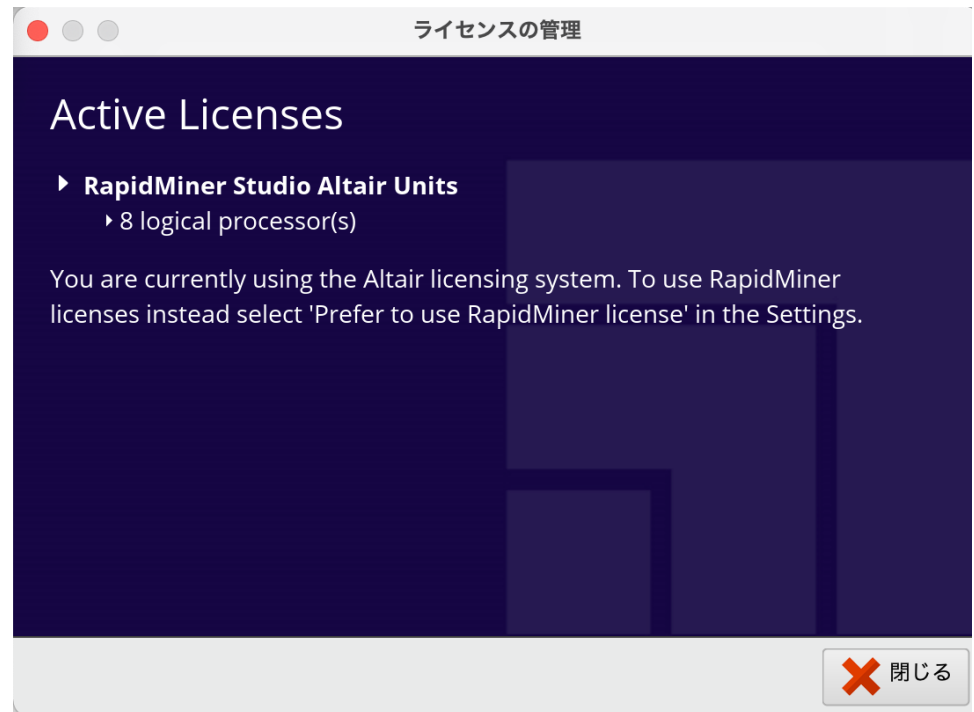 ライセンスの管理
Active Licenses
RapidMiner Studio Altair Units
8 logical processor(s)
You are currently using the Altair licensing system. To use RapidMiner
licenses instead select 'Prefer to use RapidMiner license' in the Settings.
閉じる